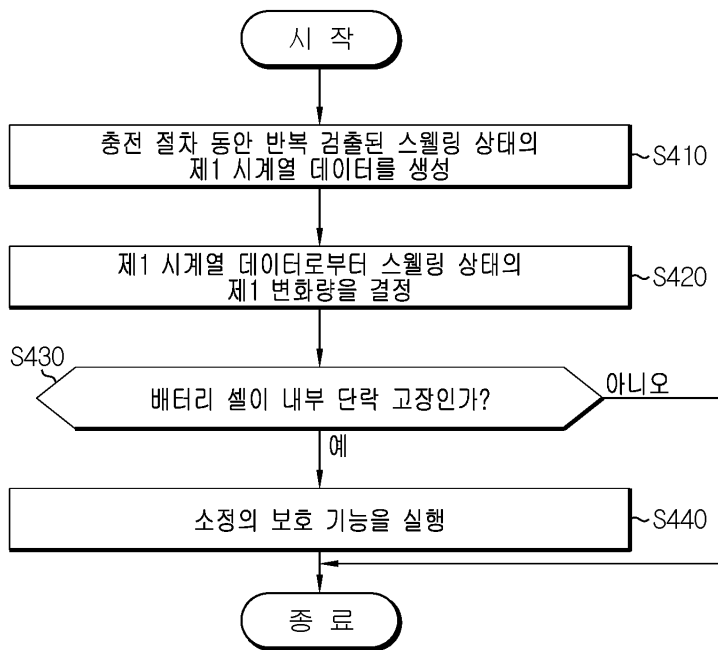 시 작
충전 절차 동안 반복 검출된 스웰링 상태의
제1 시계열 데이터를 생성
S410
제1 시계열 데이터로부터 스웰링 상태의
제1 변화량을 결정
S420
S430
배터리 셀이 내부 단락 고장인가?
아니오
예
소정의 보호 기능을 실행
S440
종 료